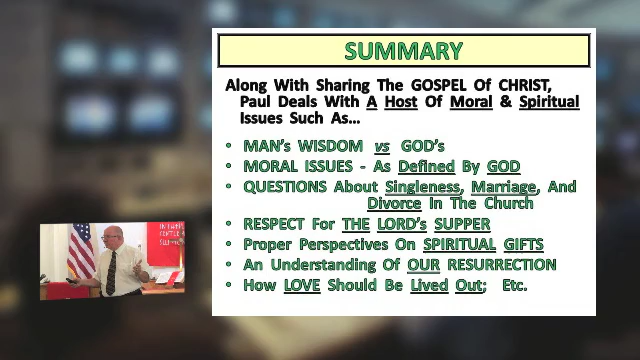 SUMMARY
Along With Sharing The GOSPEL Of CHRIST,
Paul Deals With A Host Of Moral & Spiritual
Issues Such As...
• MAN's WISDOM vs GOD's
• MORAL ISSUES - As Defined By GOD
• QUESTIONS About Singleness, Marriage, And
Divorce In The Church
• RESPECT For THE LORD's SUPPER
• Proper Perspectives On SPIRITUAL GIFTS
• An Understanding Of OUR RESURRECTION
• How LOVE Should Be Lived Out; Etc.